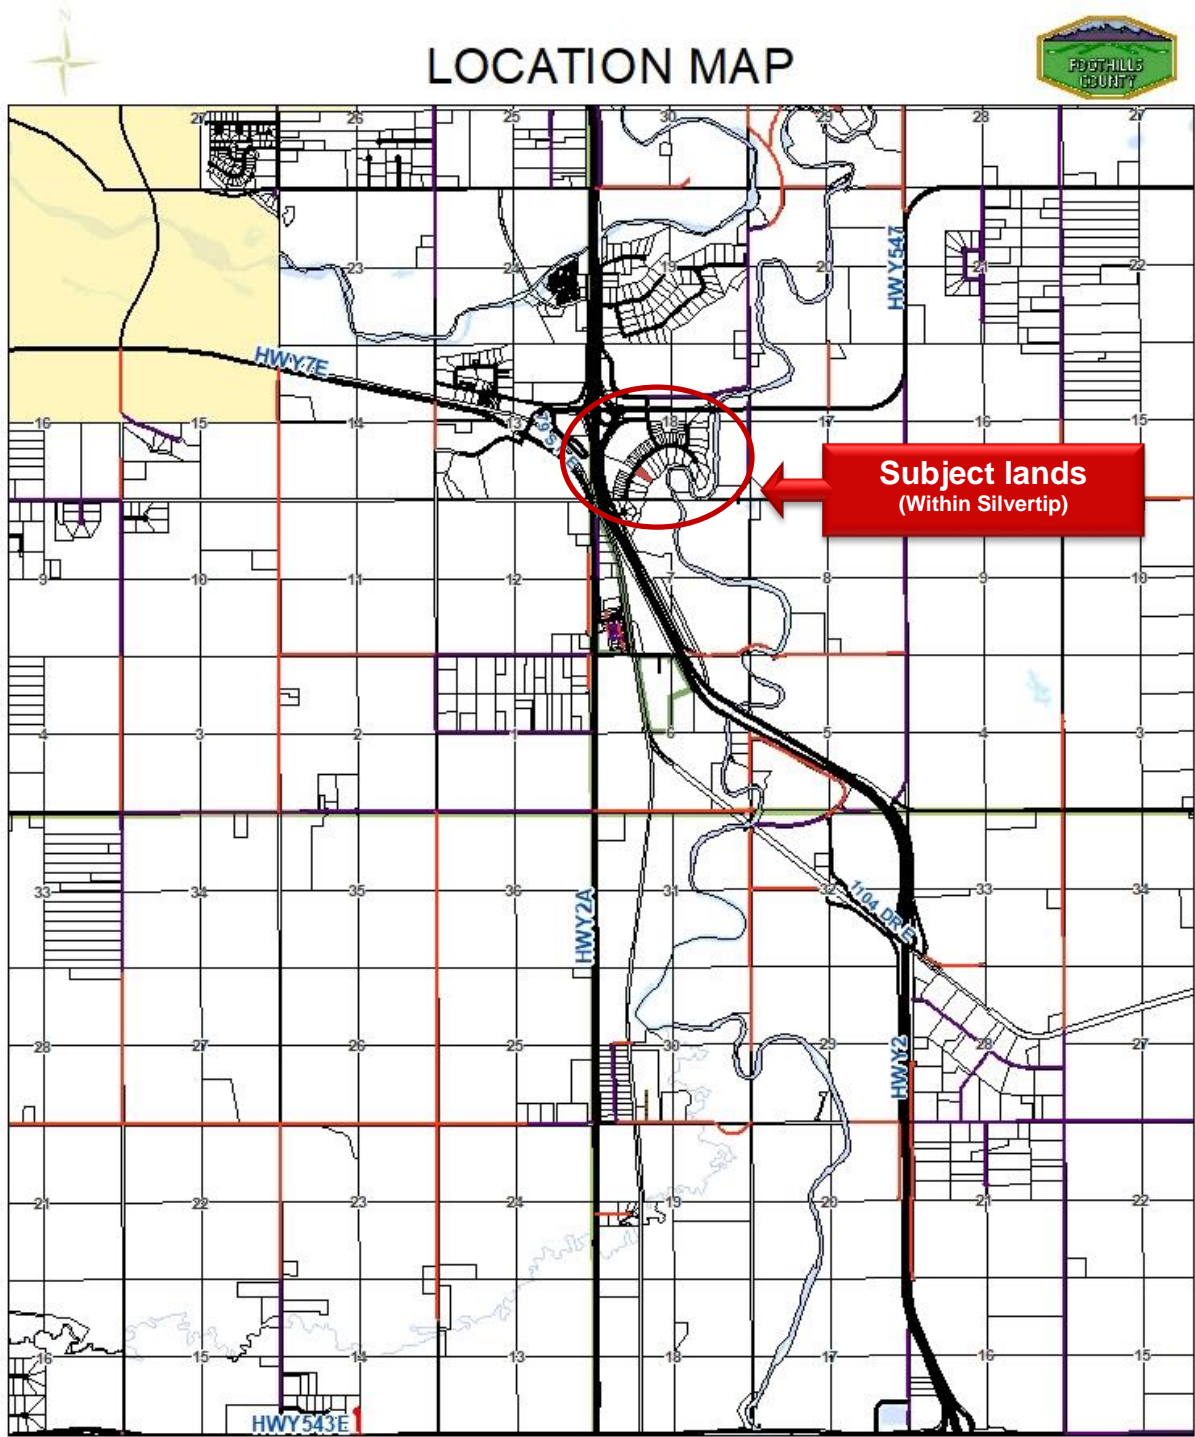 N
LOCATION MAP
FOOTHILLS
COUNTY
27 26 25 30 29 28 27
23 24 19 20 21 22
HWY547
HWY7E
16 15 14 13 18 17 16 15
Subject lands
(Within Silvertip)
9 10 11 12 7 8 9 10
4 3 2 1 6 5 4 3
33 34 35 36 31 32 33 34
1104 DR E
HWY2A
28 27 26 25 30 29 28 27
HWY2
21 22 23 24 19 20 21 22
16 15 14 13 18 17 16 15
HWY543E